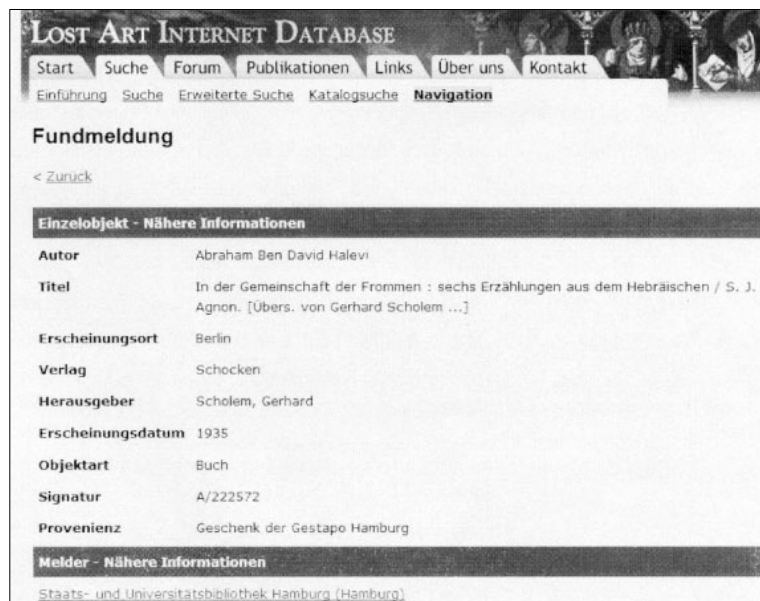 LOST ART INTERNET DATABASE
Start Suche Forum Publikationen Links Über uns Kontakt
Einführung Suche Erweiterte Suche Katalogsuche Navigation
Fundmeldung
< Zurück
Einzelobjekt - Nähere Informationen
Autor Abraham Ben David Halevi
Titel In der Gemeinschaft der Frommen : sechs Erzählungen aus dem Hebräischen / S. J.
Agnon. [Übers. von Gerhard Scholem ...]
Erscheinungsort Berlin
Verlag Schocken
Herausgeber Scholem, Gerhard
Erscheinungsdatum 1935
Objektart Buch
Signatur A/222572
Provenienz Geschenk der Gestapo Hamburg
Melder - Nähere Informationen
Staats- und Universitätsbibliothek Hamburg (Hamburg)